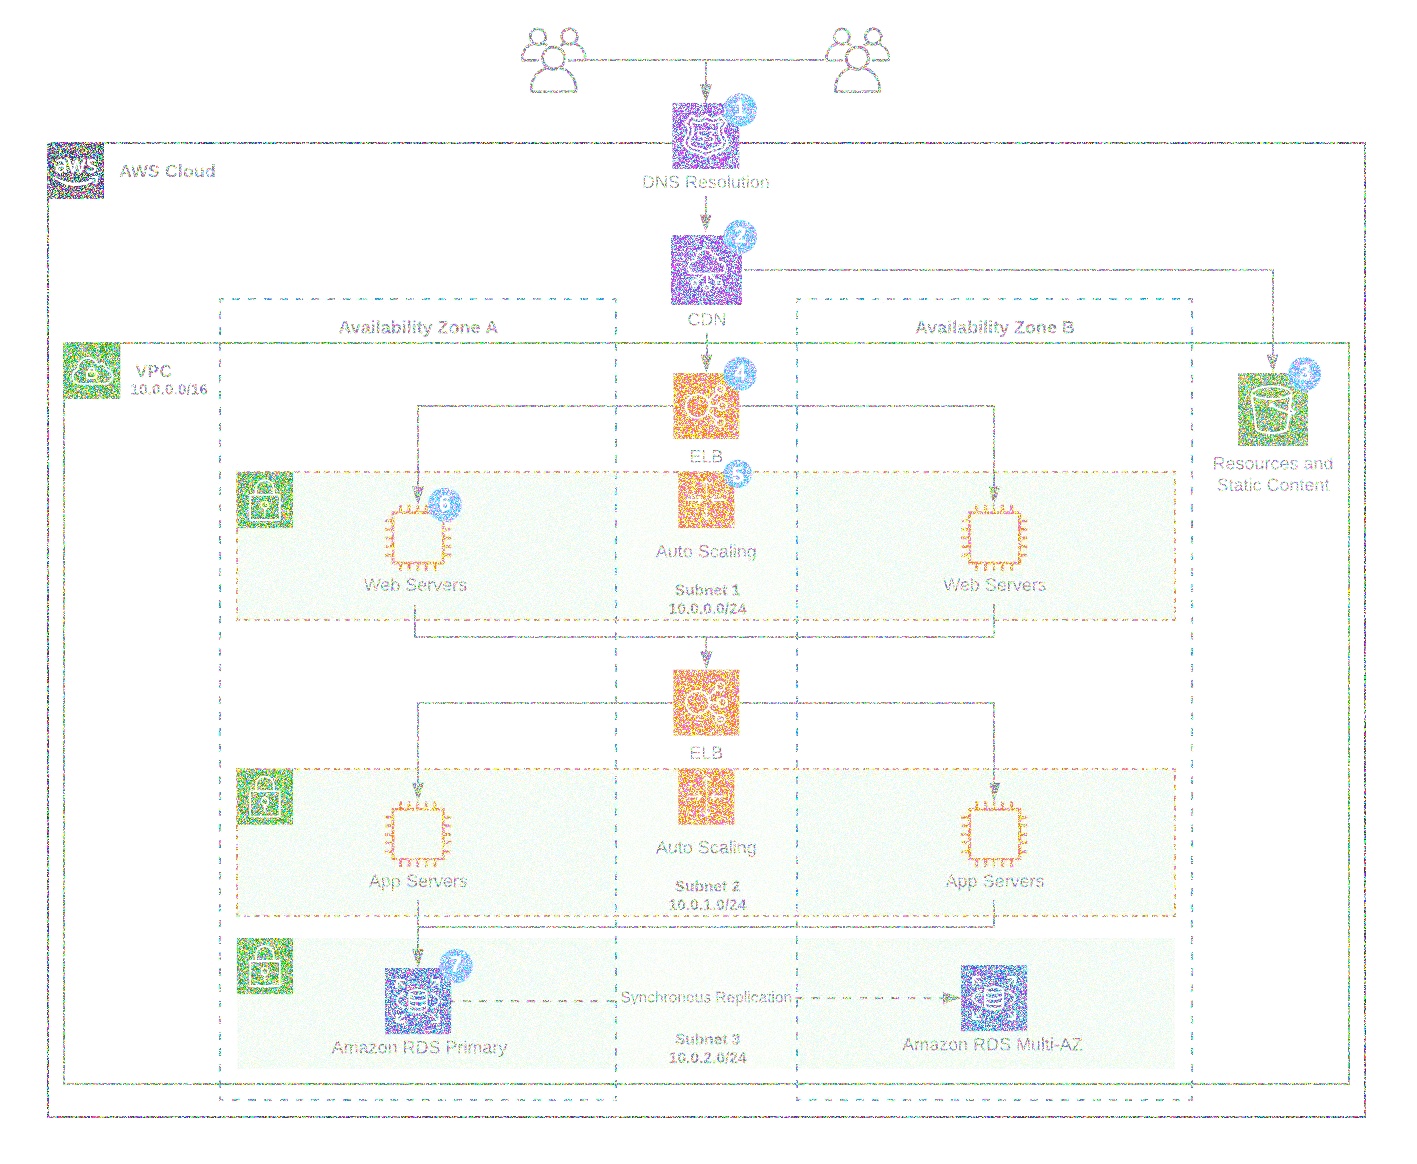 1
aws
AWS Cloud
DNS Resolution
2
CDN
Availability Zone A
Availability Zone B
VPC
10.0.0.0/16
4
3
ELB
Resources and
Static Content
5
6
Auto Scaling
Web Servers
Web Servers
Subnet 1
10.0.0.0/24
ELB
Auto Scaling
App Servers
App Servers
Subnet 2
10.0.1.0/24
7
Synchronous Replication
Amazon RDS Primary
Amazon RDS Multi-AZ
Subnet 3
10.0.2.0/24